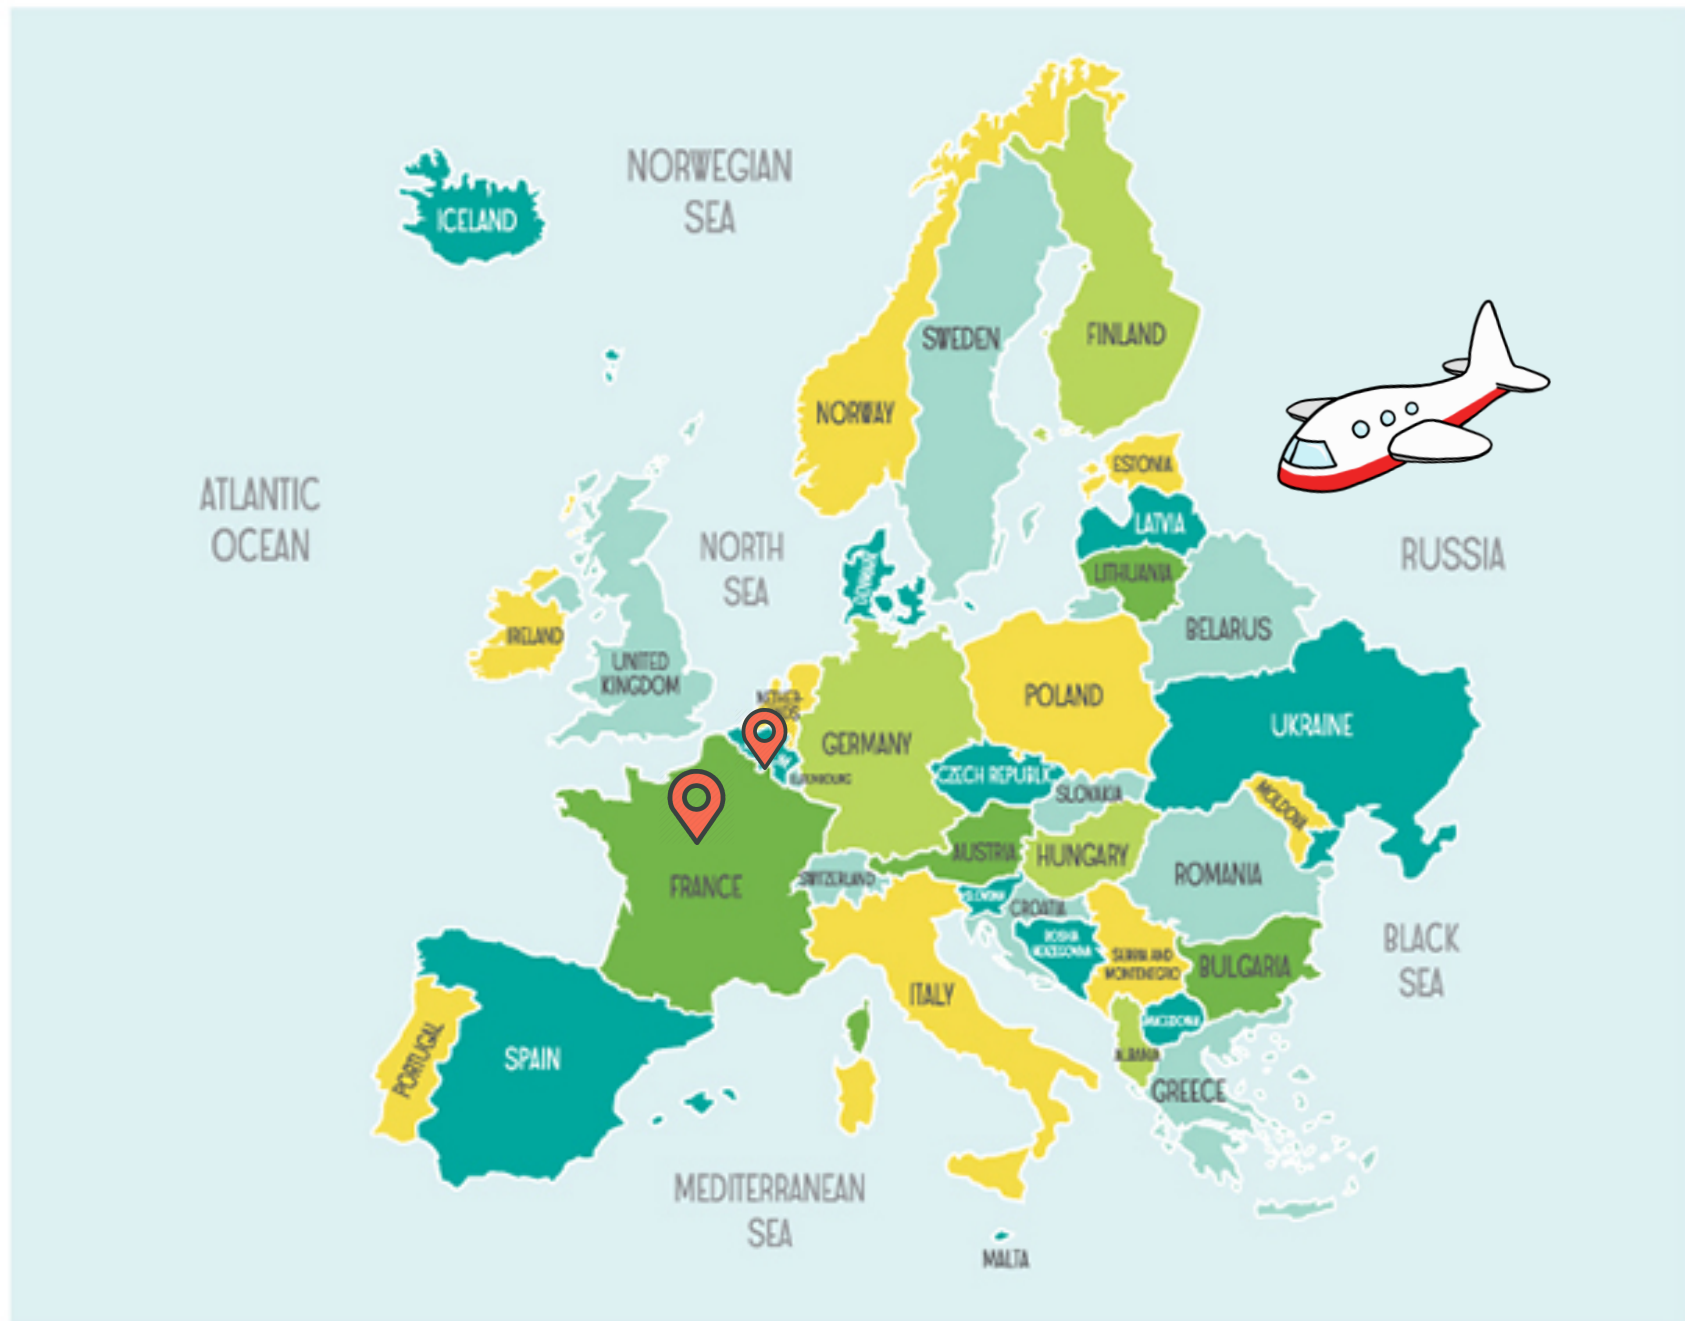 NORWEGIAN
SEA
ICELAND
SWEDEN
FINLAND
NORWAY
ESTONIA
ATLANTIC
OCEAN
LATVIA
NORTH
SEA
RUSSIA
LITHUANIA
BELARUS
IRELAND
UNITED
KINGDOM
POLAND
UKRAINE
GERMANY
CZECH REPUBLIC
SLOVAKIA
MOLDOVA
AUSTRIA
HUNGARY
ROMANIA
FRANCE
SWITZERLAND
CROATIA
BLACK
SEA
SERBIA AND
MONTENEGRO
BULGARIA
ITALY
MACEDONIA
PORTUGAL
SPAIN
ALBANIA
GREECE
MEDITERRANEAN
SEA
MALTA